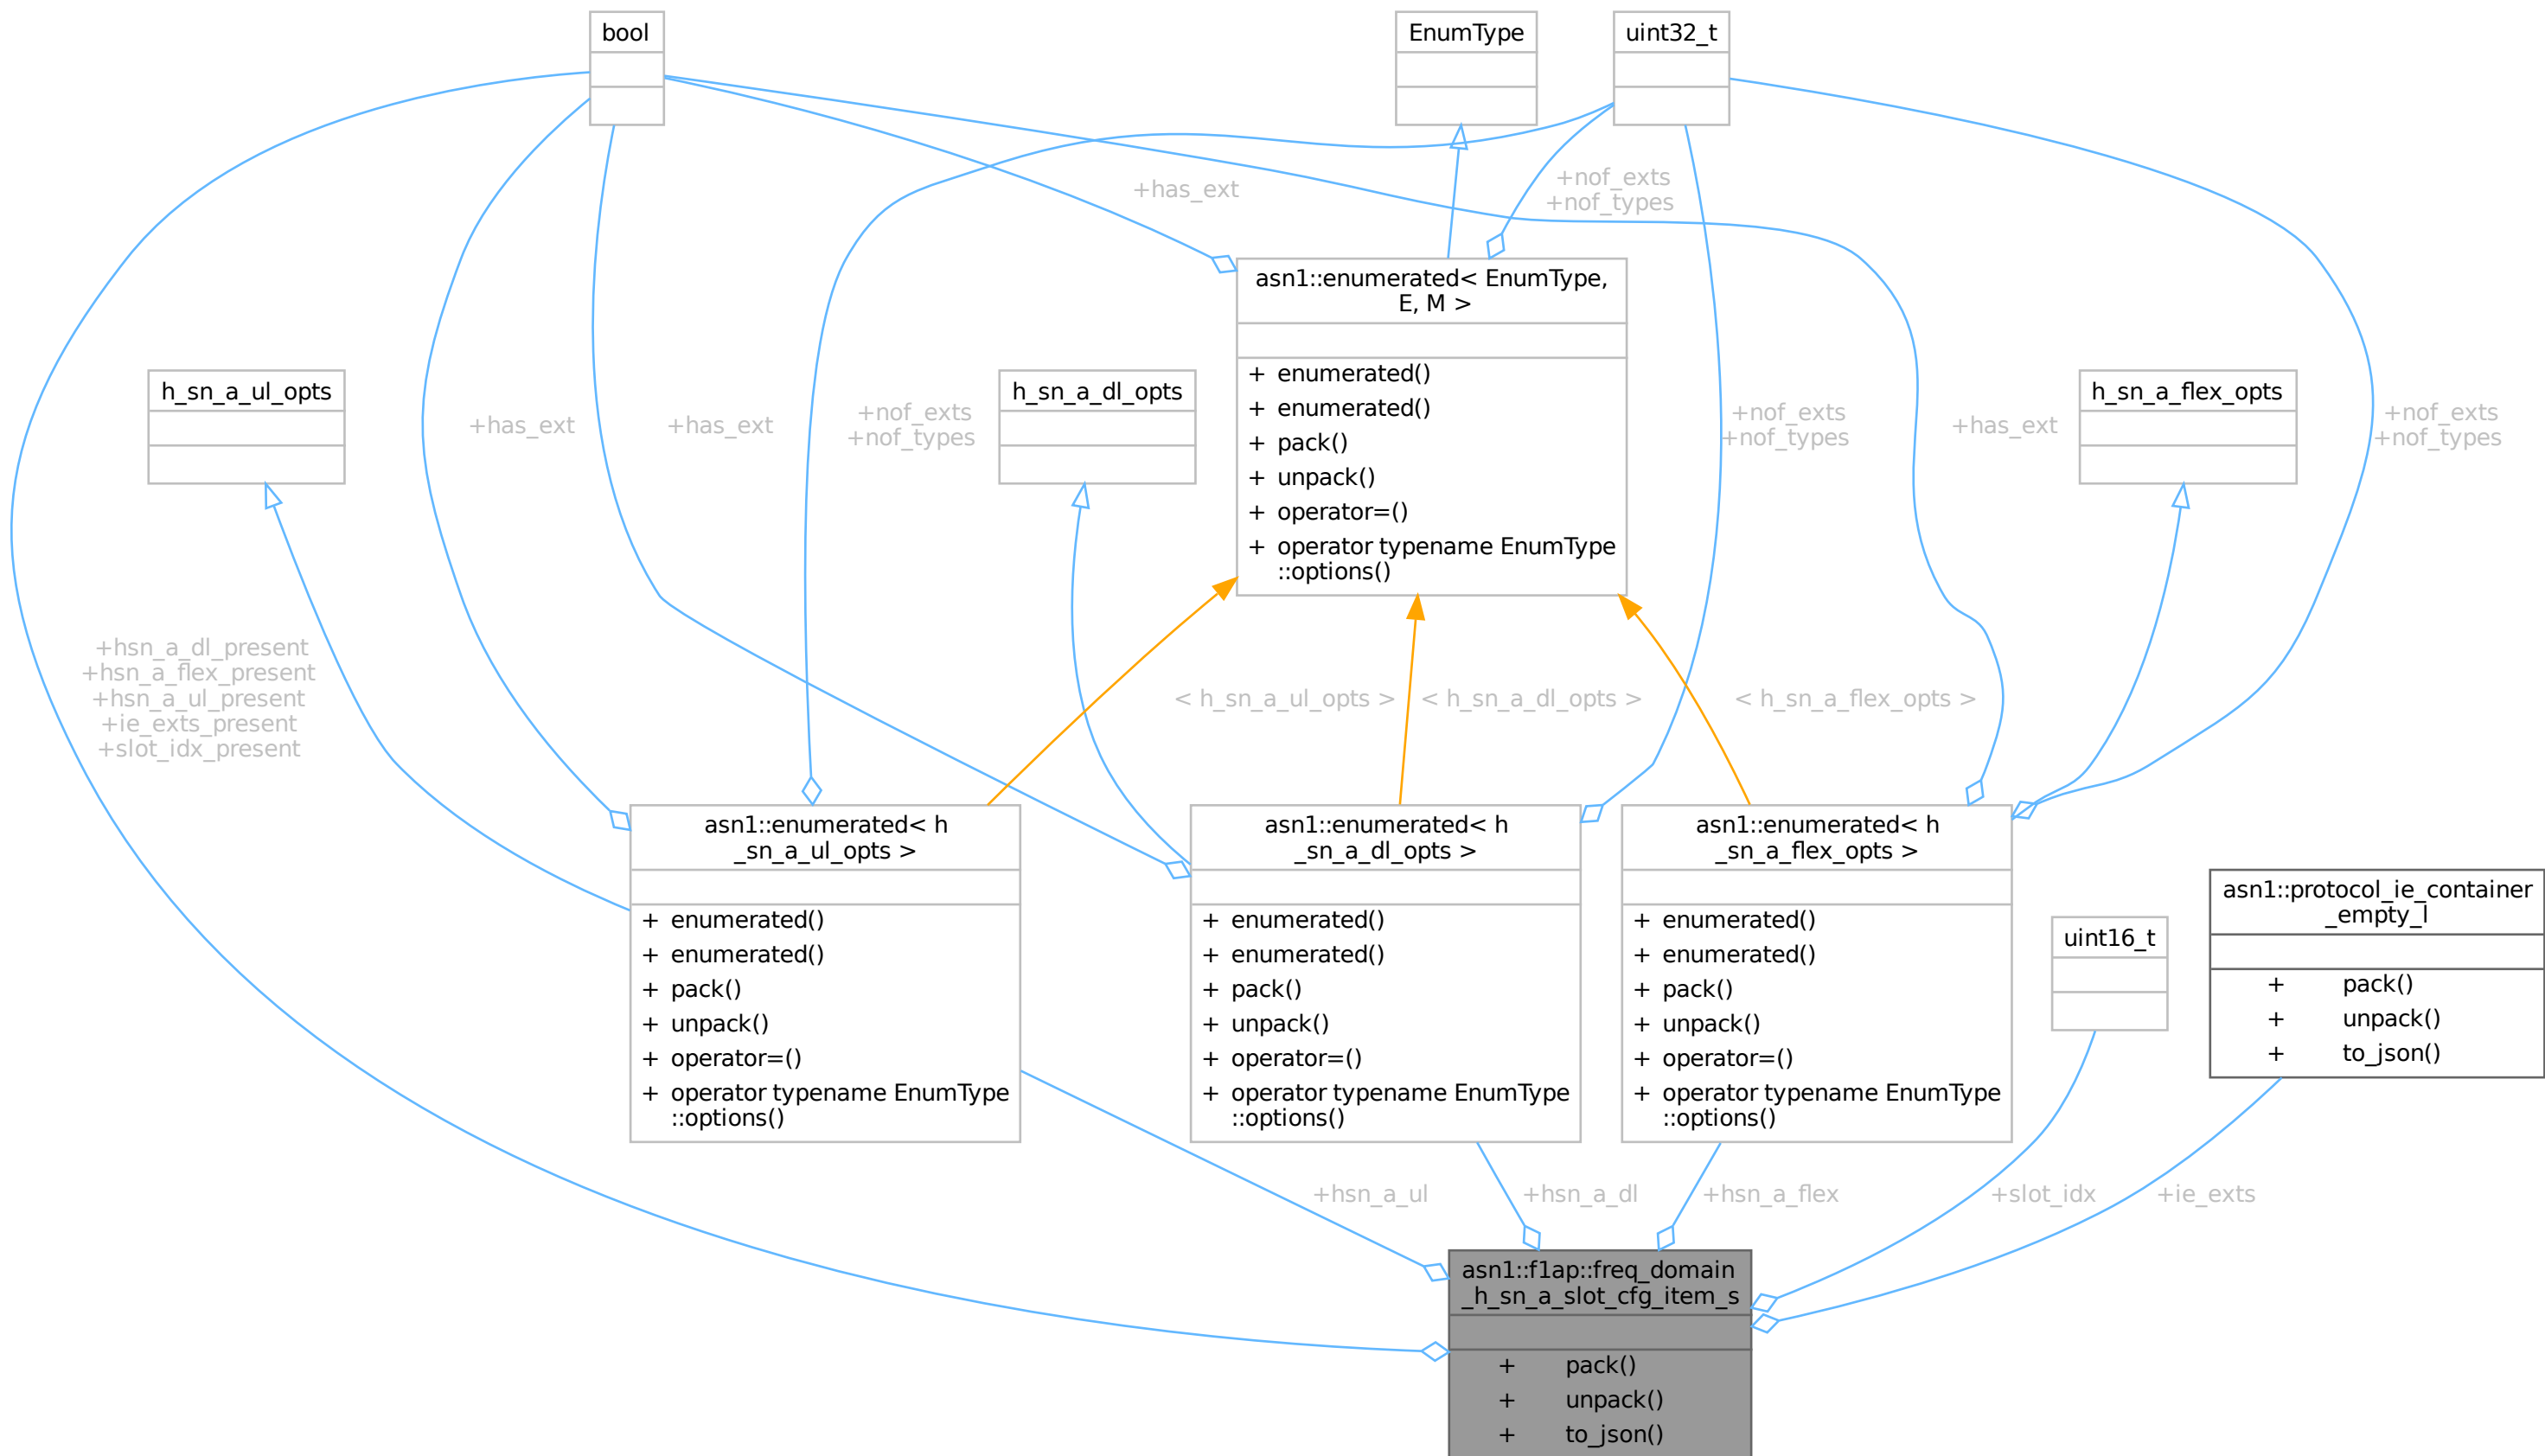 bool
EnumType
uint32_t
+has_ext
+nof_exts
+nof_types
asn1::enumerated< EnumType,
E, M >
+ enumerated()
+ enumerated()
+ pack()
+ unpack()
+ operator=()
+ operator typename EnumType
::options()
h_sn_a_ul_opts
h_sn_a_dl_opts
h_sn_a_flex_opts
+has_ext
+has_ext
+nof_exts
+nof_types
+nof_exts
+nof_types
+has_ext
+nof_exts
+nof_types
+hsn_a_dl_present
+hsn_a_flex_present
+hsn_a_ul_present
+ie_exts_present
+slot_idx_present
< h_sn_a_ul_opts >
< h_sn_a_dl_opts >
< h_sn_a_flex_opts >
asn1::enumerated< h
_sn_a_ul_opts >
+ enumerated()
+ enumerated()
+ pack()
+ unpack()
+ operator=()
+ operator typename EnumType
::options()
asn1::enumerated< h
_sn_a_dl_opts >
+ enumerated()
+ enumerated()
+ pack()
+ unpack()
+ operator=()
+ operator typename EnumType
::options()
asn1::enumerated< h
_sn_a_flex_opts >
+ enumerated()
+ enumerated()
+ pack()
+ unpack()
+ operator=()
+ operator typename EnumType
::options()
uint16_t
asn1::protocol_ie_container
_empty_l
+ pack()
+ unpack()
+ to_json()
+hsn_a_ul
+hsn_a_dl
+hsn_a_flex
+slot_idx
+ie_exts
asn1::f1ap::freq_domain
_h_sn_a_slot_cfg_item_s
+ pack()
+ unpack()
+ to_json()